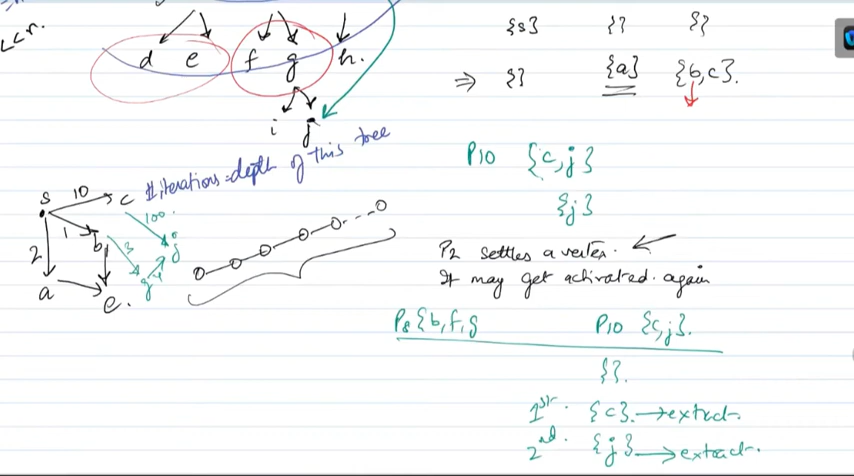 <<r.
d e f g h.
i j
{s} {} {}
⇒ {} {a} {b,c}.
#iterations=depth of this tree
P10 {c,j}
{j}
s 10 c
100.
1 b 3 j
2
g 1
a e.
P2 settles a vertex. ←
It may get activated again
P8 {b,f,g P10 {c,j}.
{}.
1st. {c}. → extract.
2nd. {j} → extract.